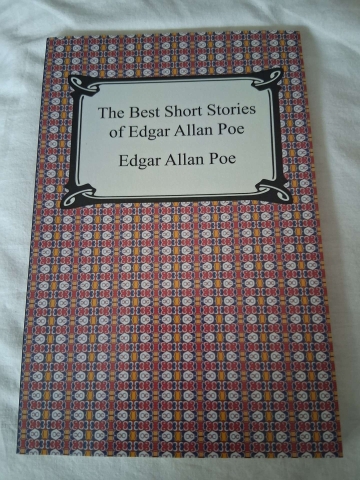 The Best Short Stories
of Edgar Allan Poe
Edgar Allan Poe